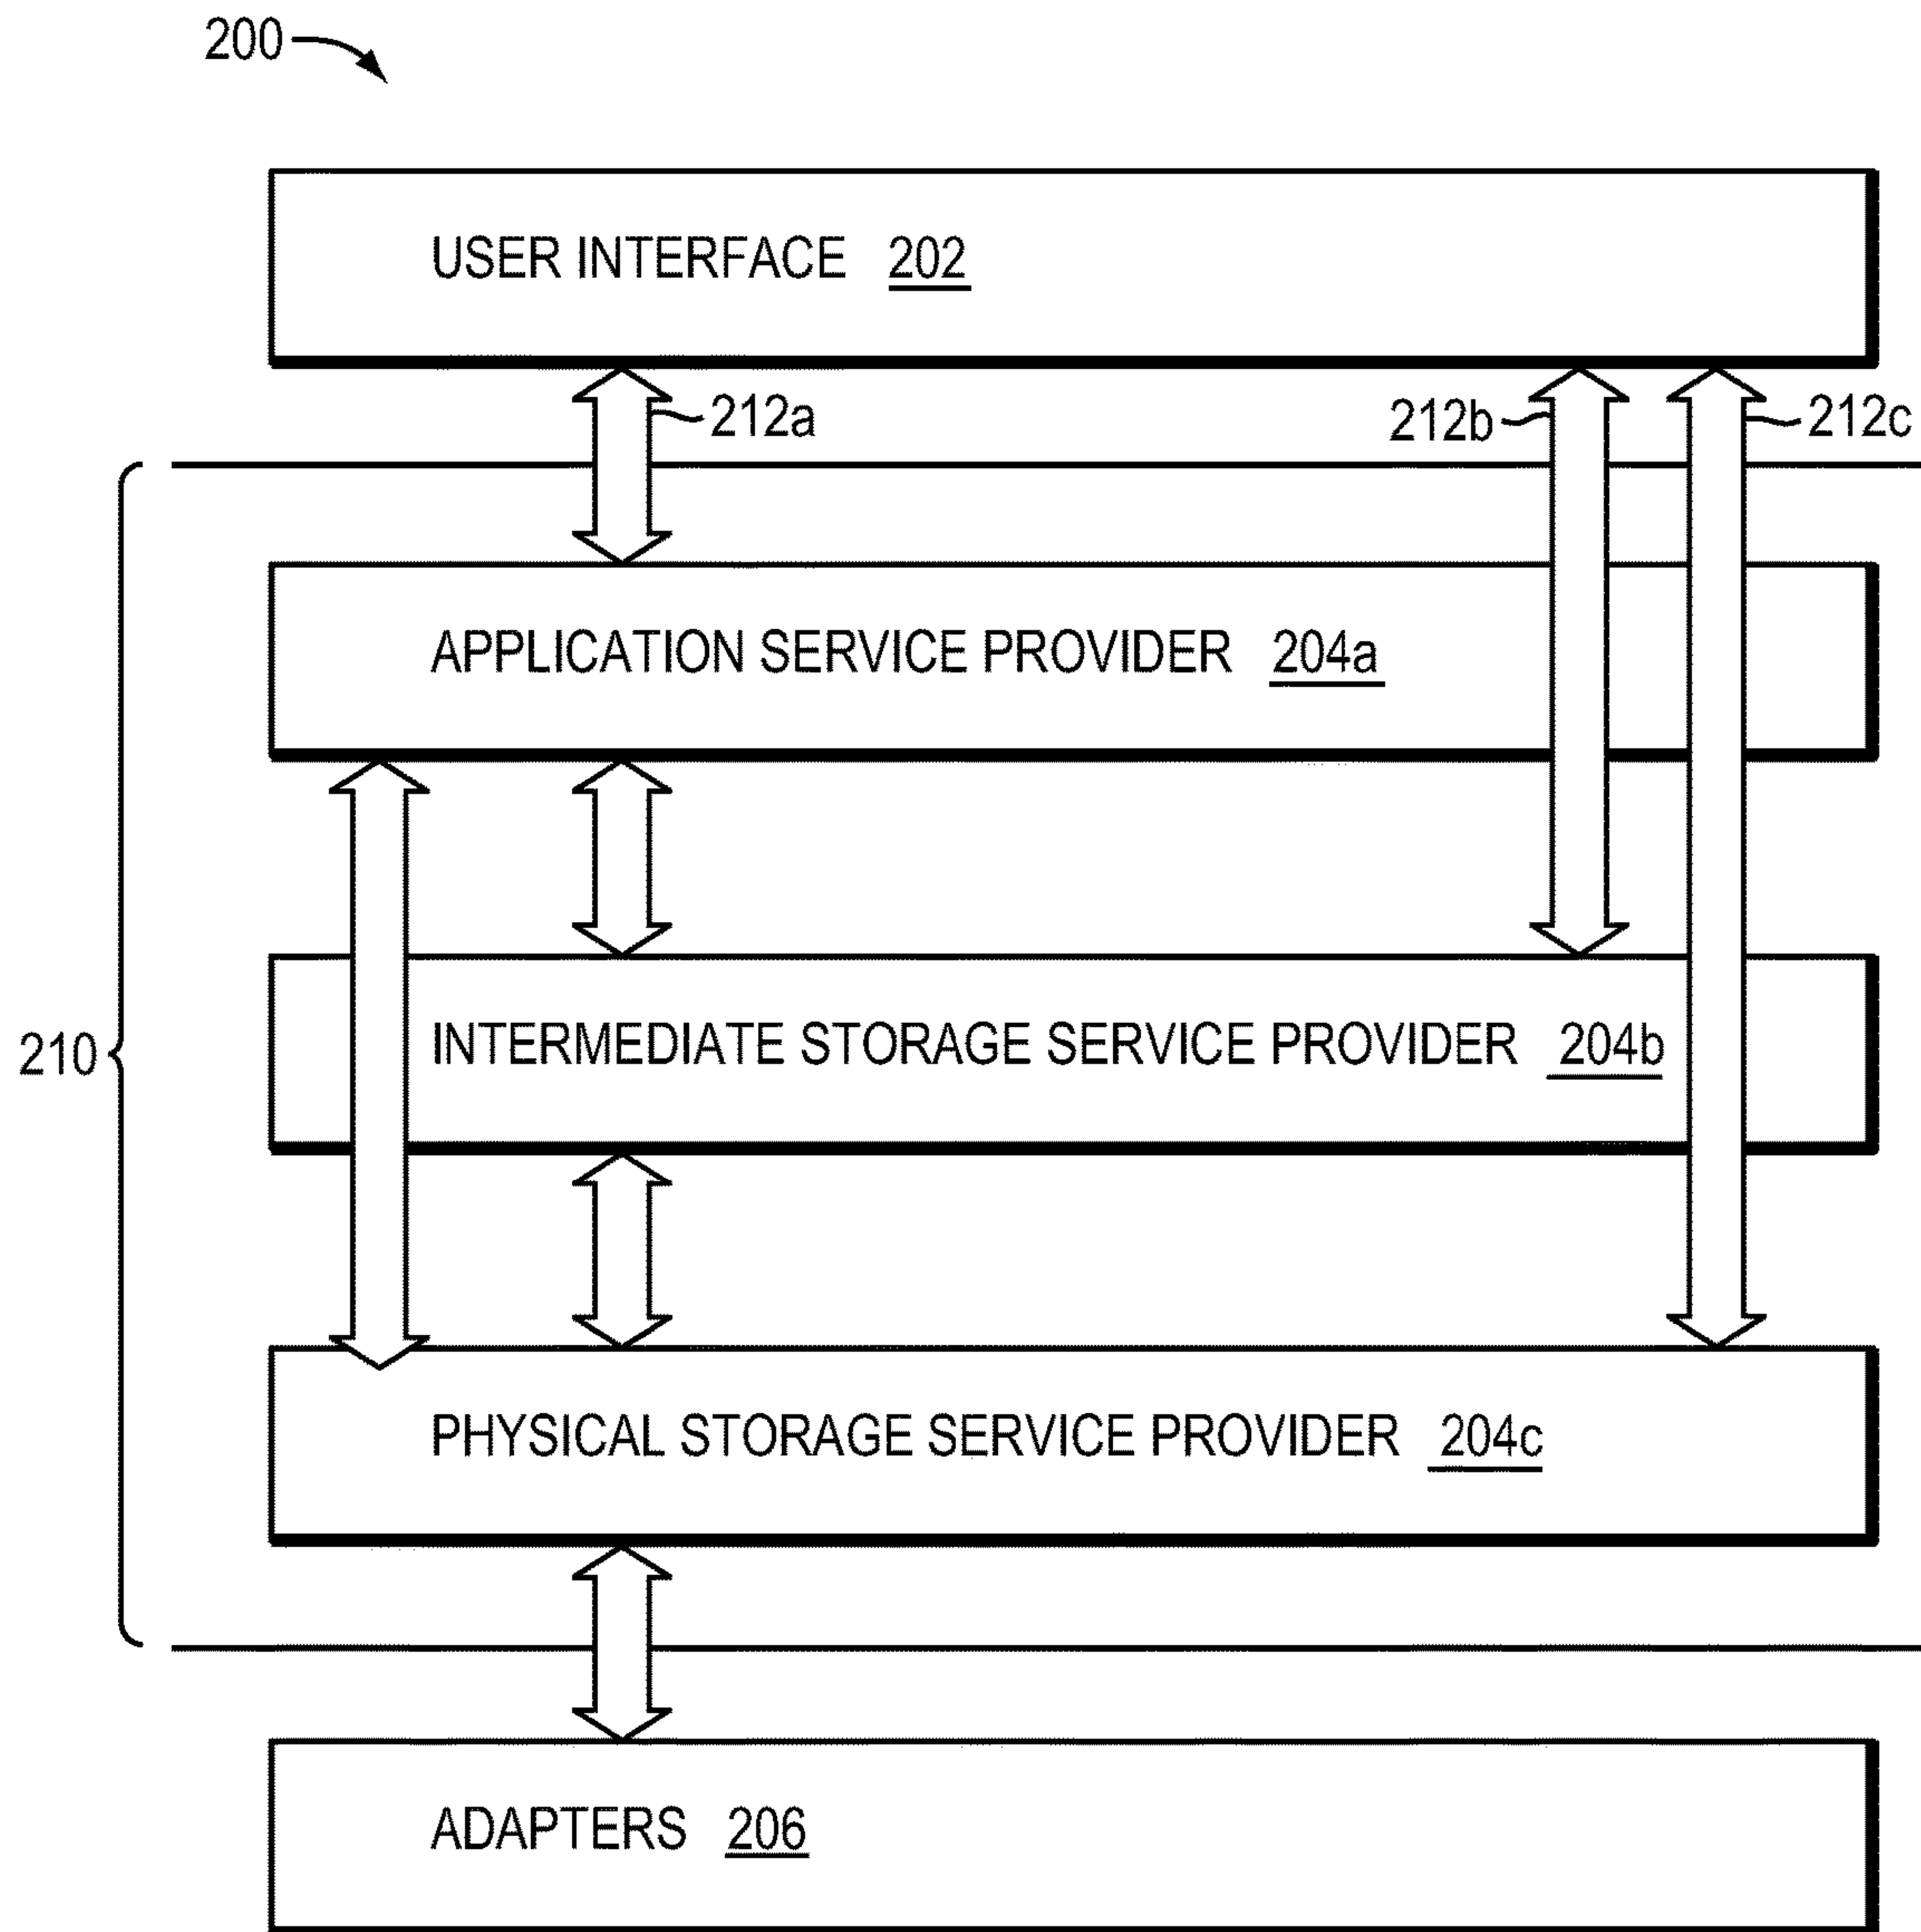 200
USER INTERFACE 202
212a
212b
212c
APPLICATION SERVICE PROVIDER 204a
210
INTERMEDIATE STORAGE SERVICE PROVIDER 204b
PHYSICAL STORAGE SERVICE PROVIDER 204c
ADAPTERS 206